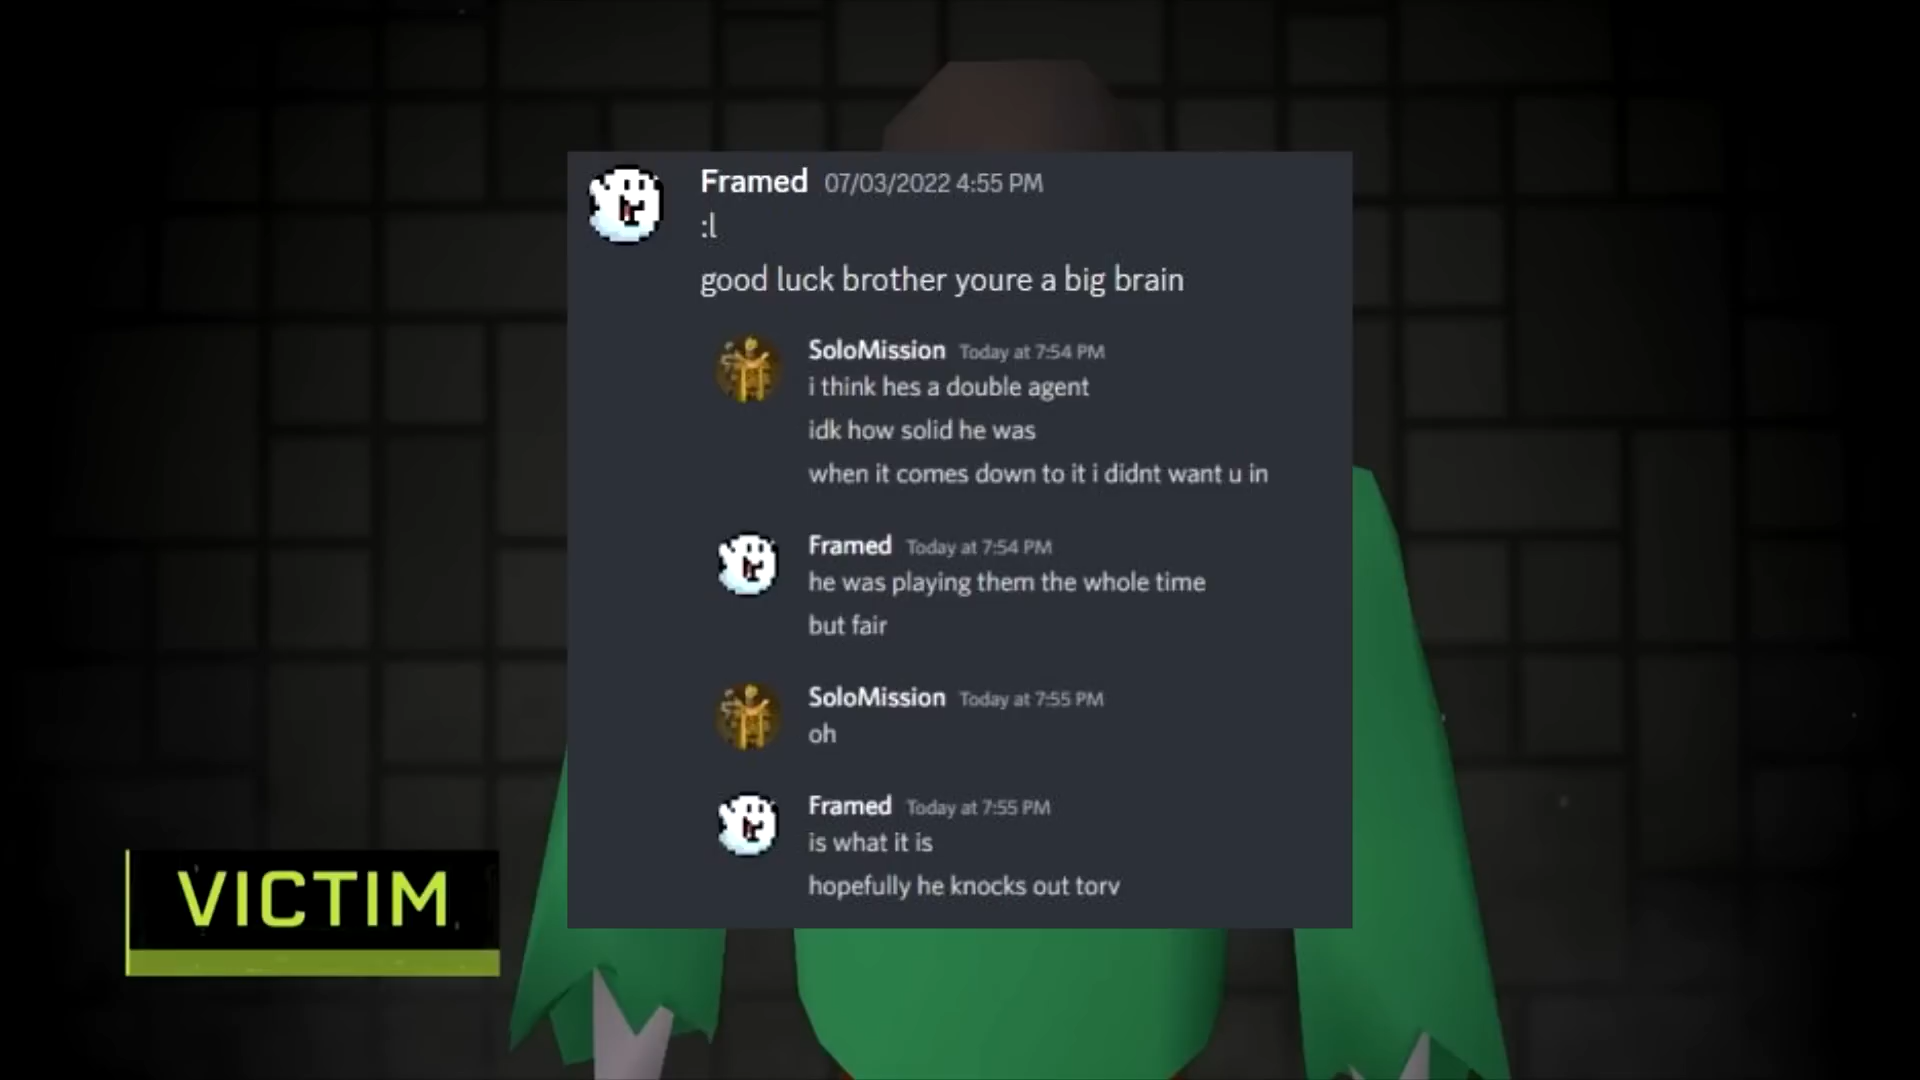 Framed 07/03/2022 4:55 PM
:l
good luck brother youre a big brain
SoloMission Today at 7:54 PM
i think hes a double agent
idk how solid he was
when it comes down to it i didnt want u in
Framed Today at 7:54 PM
he was playing them the whole time
but fair
SoloMission Today at 7:55 PM
oh
Framed Today at 7:55 PM
is what it is
hopefully he knocks out torv
VICTIM